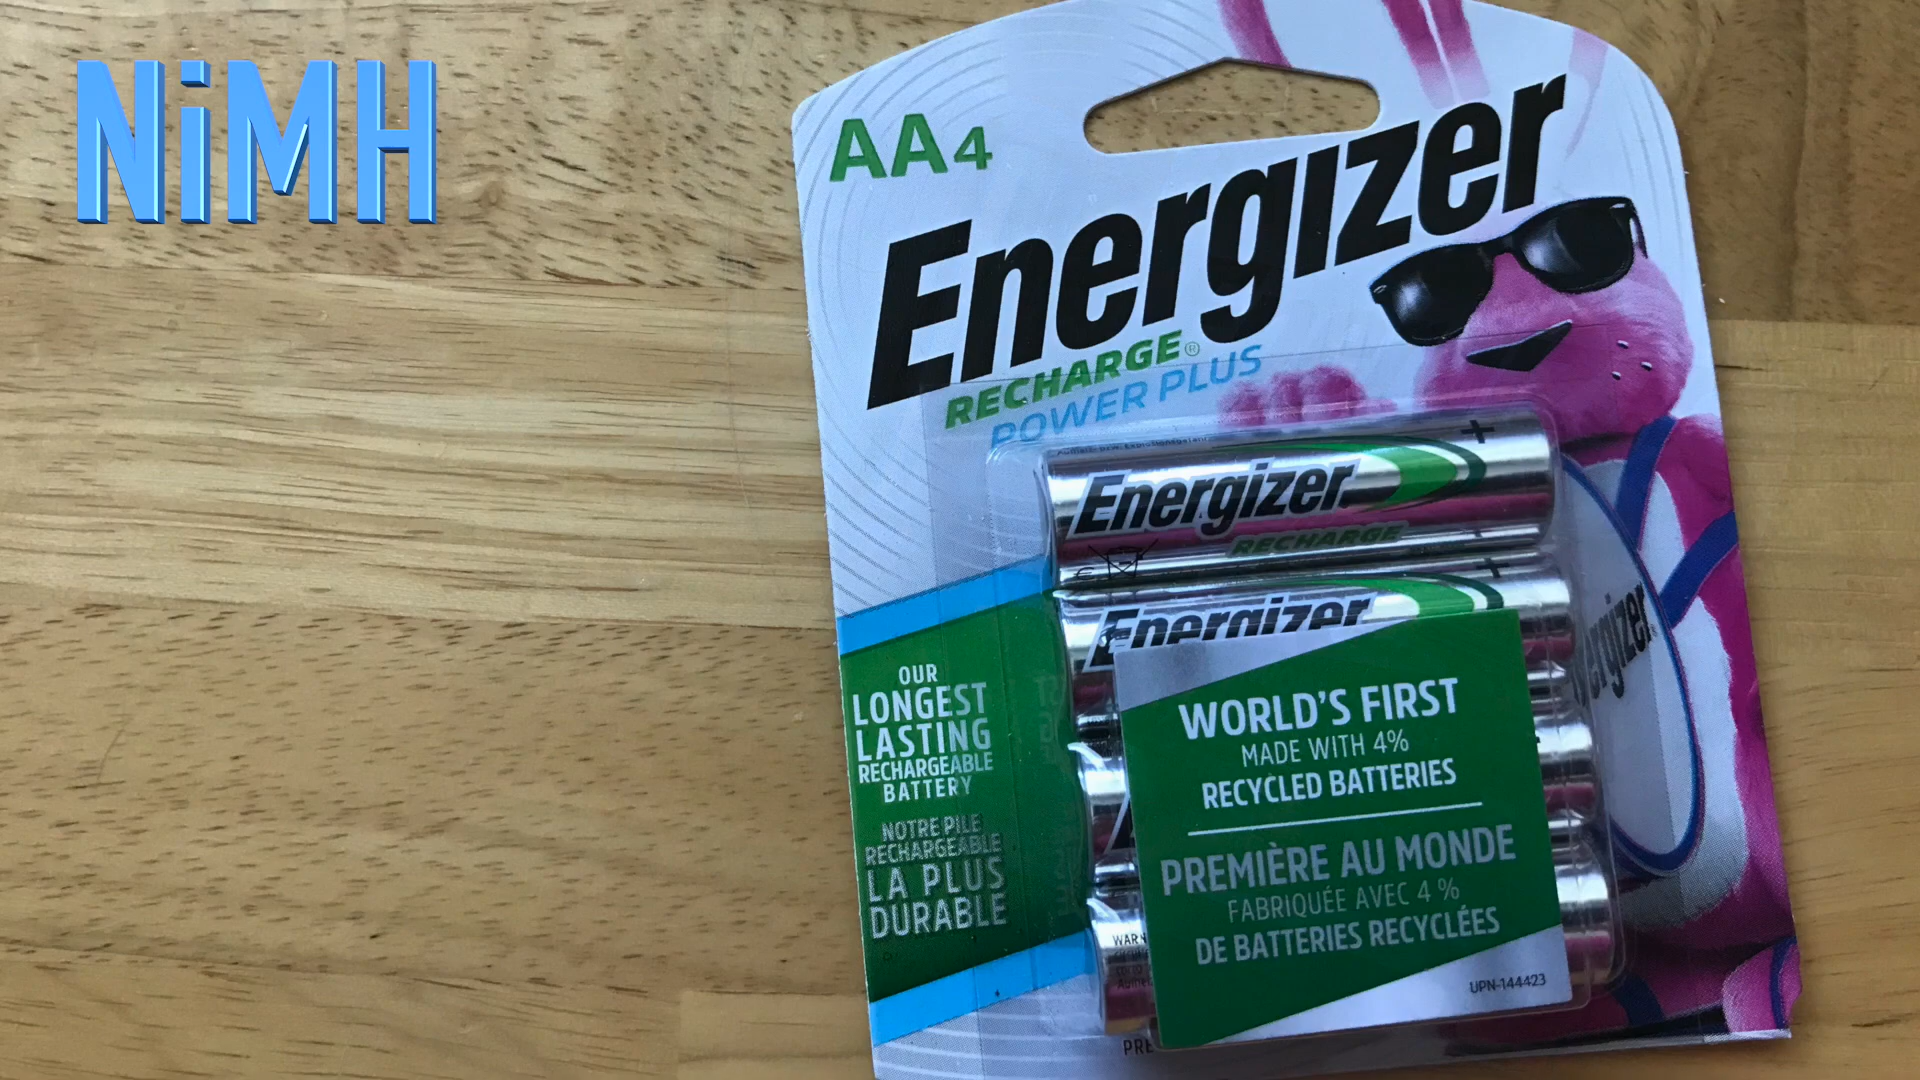 NiMH
AA4
Energizer
RECHARGE®
POWER PLUS
Energizer
RECHARGE
Energizer
Energizer
OUR
LONGEST
LASTING
RECHARGEABLE
BATTERY
NOTRE PILE
RECHARGEABLE
LA PLUS
DURABLE
WORLD'S FIRST
MADE WITH 4%
RECYCLED BATTERIES
PREMIÈRE AU MONDE
FABRIQUÉE AVEC 4 %
DE BATTERIES RECYCLÉES
UPN-144423